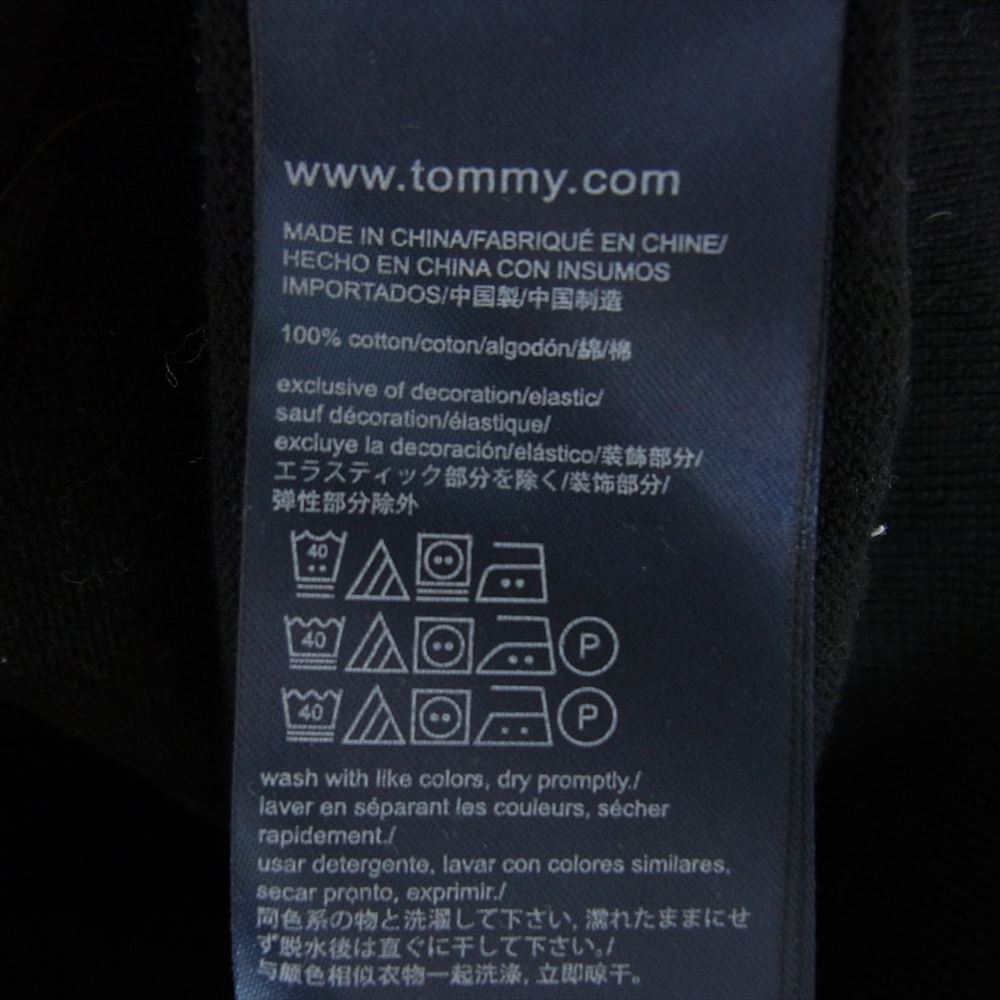 www.tommy.com
MADE IN CHINA/FABRIQUÉ EN CHINE/
HECHO EN CHINA CON INSUMOS
IMPORTADOS/中国製/中国制造
100% cotton/coton/algodón/綿/棉
exclusive of decoration/elastic/
sauf décoration/élastique/
excluye la decoración/elástico/装飾部分/
エラスティック部分を除く/装饰部分/
弹性部分除外
40
40 P
40 P
wash with like colors, dry promptly./
laver en séparant les couleurs, sécher
rapidement./
usar detergente, lavar con colores similares,
secar pronto, exprimir./
同色系の物と洗濯して下さい, 濡れたままにせ
ず脱水後は直ぐに干して下さい。/
与颜色相似衣物一起洗涤, 立即晾干。